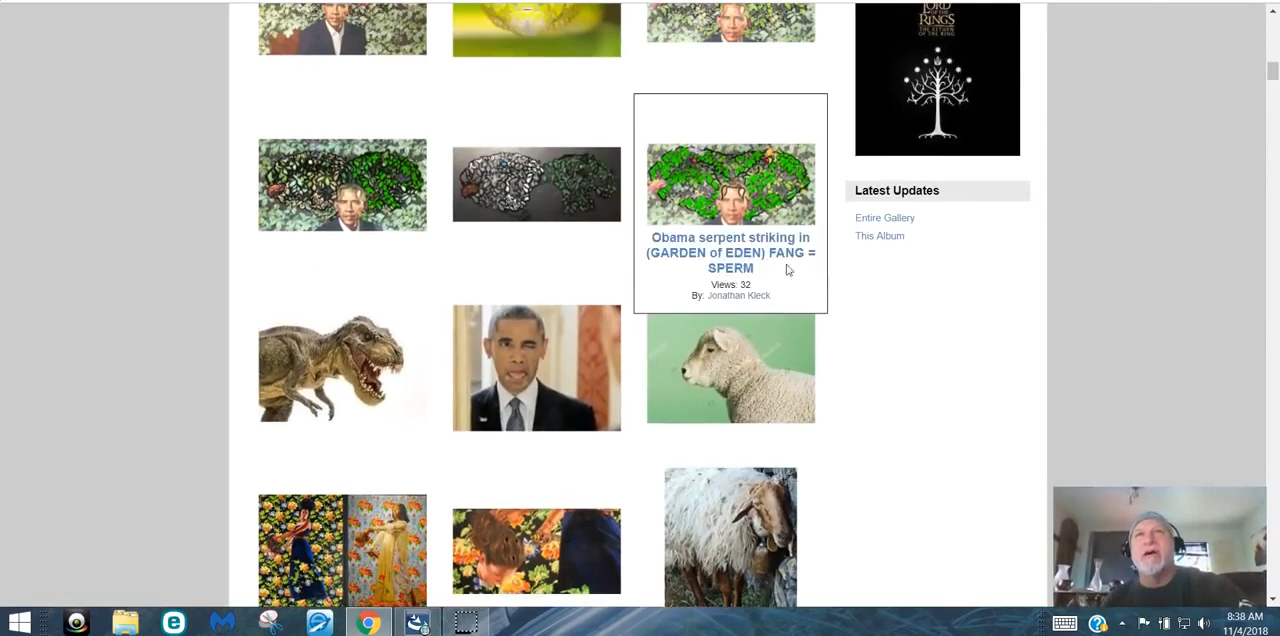 LORD
OF THE
RINGS
THE RETURN
OF THE KING
Latest Updates
Entire Gallery
This Album
Obama serpent striking in
(GARDEN of EDEN) FANG =
SPERM
Views: 32
By: Jonathan Kleck
8:38 AM
11/4/2018